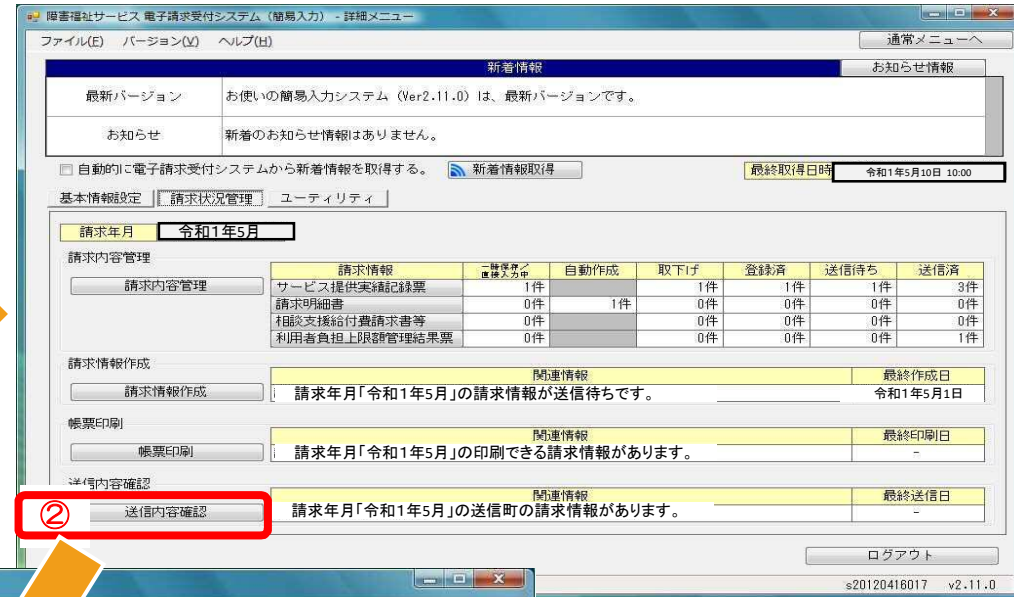 障害福祉サービス 電子請求受付システム（簡易入力） - 詳細メニュー
ファイル(F) バージョン(V) ヘルプ(H) 通常メニューへ
新着情報 お知らせ情報
最新バージョン お使いの簡易入力システム（Ver2.11.0）は、最新バージョンです。
お知らせ 新着のお知らせ情報はありません。
自動的に電子請求受付システムから新着情報を取得する。 新着情報取得 最終取得日時 令和1年5月10日 10:00
基本情報設定 請求状況管理 ユーティリティ
請求年月 令和1年5月
請求内容管理
請求情報 一時保存／直接入力中 自動作成 取下げ 登録済 送信待ち 送信済
請求内容管理 サービス提供実績記録票 1件 1件 1件 1件 3件
請求明細書 0件 1件 0件 0件 0件 0件
相談支援給付費請求書等 0件 0件 0件 0件 0件
利用者負担上限額管理結果票 0件 0件 0件 0件 1件
請求情報作成
関連情報 最終作成日
請求情報作成 請求年月「令和1年5月」の請求情報が送信待ちです。 令和1年5月1日
帳票印刷
関連情報 最終印刷日
帳票印刷 請求年月「令和1年5月」の印刷できる請求情報があります。 -
送信内容確認
関連情報 最終送信日
② 送信内容確認 請求年月「令和1年5月」の送信町の請求情報があります。 -
ログアウト
s20120416017 v2.11.0